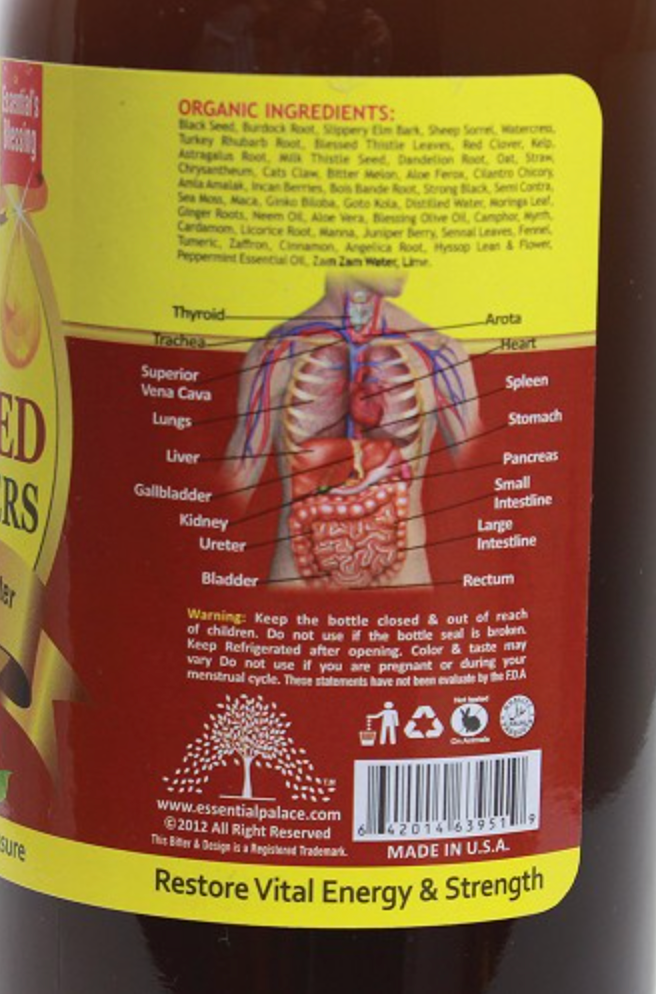 Essential's
Blessing
ED
ERS
ler
sure
ORGANIC INGREDIENTS:
Black Seed, Burdock Root, Slippery Elm Bark, Sheep Sorrel, Watercress,
Turkey Rhubarb Root, Blessed Thistle Leaves, Red Clover, Kelp,
Astragalus Root, Milk Thistle Seed, Dandelion Root, Oat, Straw,
Chrysantheum, Cats Claw, Bitter Melon, Aloe Ferox, Cilantro Chicory,
Amla Amalak, Incan Berries, Bois Bande Root, Strong Black, Semi Contra,
Sea Moss, Maca, Ginko Biloba, Goto Kola, Distilled Water, Moringa Leaf,
Ginger Roots, Neem Oil, Aloe Vera, Blessing Olive Oil, Camphor, Myrrh,
Cardamom, Licorice Root, Manna, Juniper Berry, Sennal Leaves, Fennel,
Tumeric, Zaffron, Cinnamon, Angelica Root, Hyssop Lean & Flower,
Peppermint Essential Oil, Zam Zam Water, Lime.
Thyroid
Arota
Trachea
Heart
Superior
Vena Cava
Spleen
Lungs
Stomach
Liver
Pancreas
Gallbladder
Small
Intestline
Kidney
Large
Intestline
Ureter
Bladder
Rectum
Warning: Keep the bottle closed & out of reach
of children. Do not use if the bottle seal is broken.
Keep Refrigerated after opening. Color & taste may
vary Do not use if you are pregnant or during your
menstrual cycle. These statements have not been evaluate by the F.D.A
Not tested
On Animals
TM
www.essentialpalace.com
©2012 All Right Reserved
This Bitter & Design is a Registered Trademark.
6 42014 63951 9
MADE IN U.S.A.
Restore Vital Energy & Strength